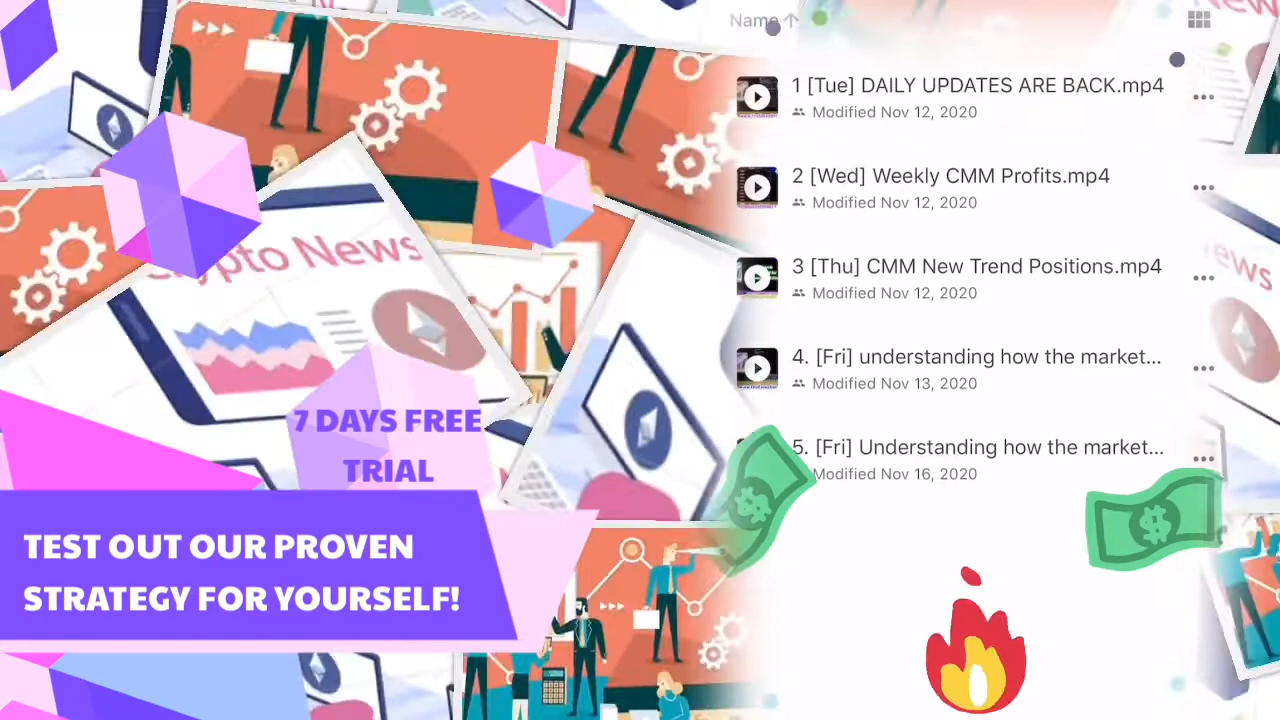 Name
1 [Tue] DAILY UPDATES ARE BACK.mp4
Modified Nov 12, 2020
2 [Wed] Weekly CMM Profits.mp4
Modified Nov 12, 2020
3 [Thu] CMM New Trend Positions.mp4
Modified Nov 12, 2020
4. [Fri] understanding how the market...
Modified Nov 13, 2020
5. [Fri] Understanding how the market...
Modified Nov 16, 2020
News
7 DAYS FREE
TRIAL
TEST OUT OUR PROVEN
STRATEGY FOR YOURSELF!